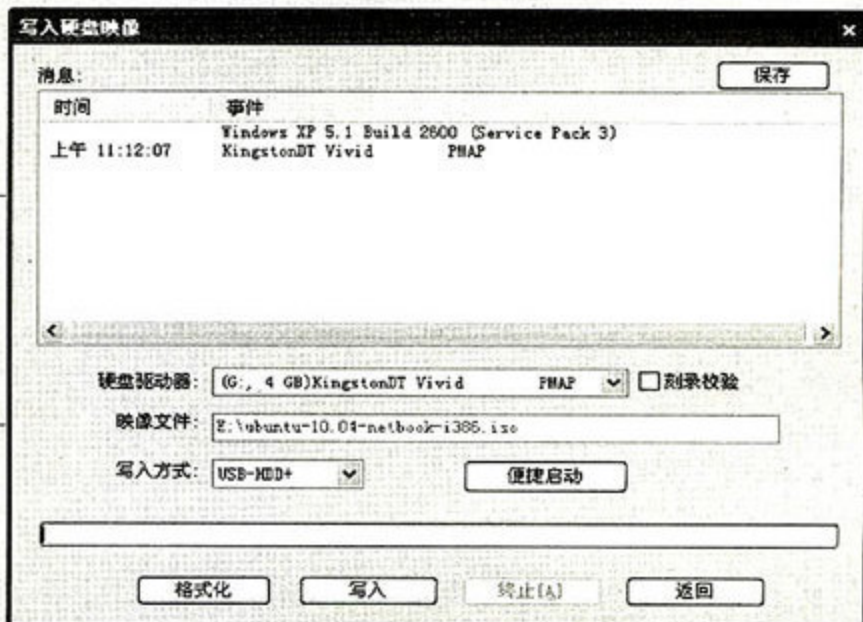 写入硬盘映像
消息:
保存
时间 事件
Windows XP 5.1 Build 2600 (Service Pack 3)
上午 11:12:07 KingstonDT Vivid PMAP
硬盘驱动器: (G:, 4 GB)KingstonDT Vivid PMAP 刻录校验
映像文件: E:\ubuntu-10.04-netbook-i386.iso
写入方式: USB-HDD+ 便捷启动
格式化 写入 终止[A] 返回